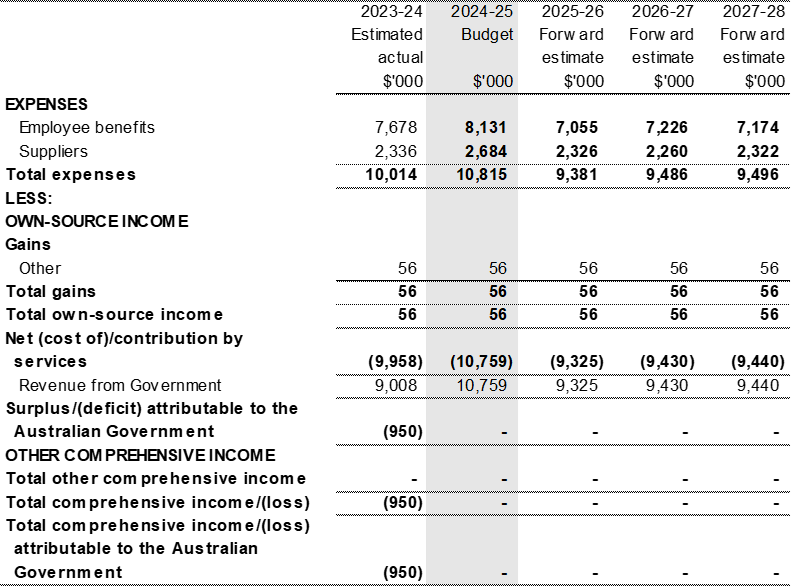 2023-24 2024-25 2025-26 2026-27 2027-28
Estimated Budget Forward Forward Forward
actual estimate estimate estimate
$'000 $'000 $'000 $'000 $'000
EXPENSES
Employee benefits 7,678 8,131 7,055 7,226 7,174
Suppliers 2,336 2,684 2,326 2,260 2,322
Total expenses 10,014 10,815 9,381 9,486 9,496
LESS:
OWN-SOURCE INCOME
Gains
Other 56 56 56 56 56
Total gains 56 56 56 56 56
Total own-source income 56 56 56 56 56
Net (cost of)/contribution by
services (9,958) (10,759) (9,325) (9,430) (9,440)
Revenue from Government 9,008 10,759 9,325 9,430 9,440
Surplus/(deficit) attributable to the
Australian Government (950) - - - -
OTHER COMPREHENSIVE INCOME
Total other comprehensive income - - - - -
Total comprehensive income/(loss) (950) - - - -
Total comprehensive income/(loss)
attributable to the Australian
Government (950) - - - -